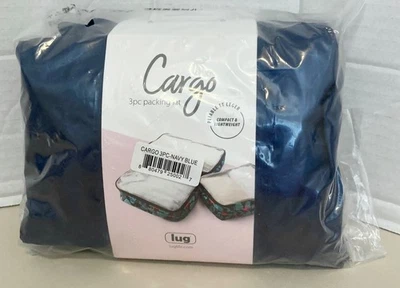 Cargo
3pc packing kit
COMPACT &
LIGHTWEIGHT
CARGO 3PC-NAVY BLUE
lug